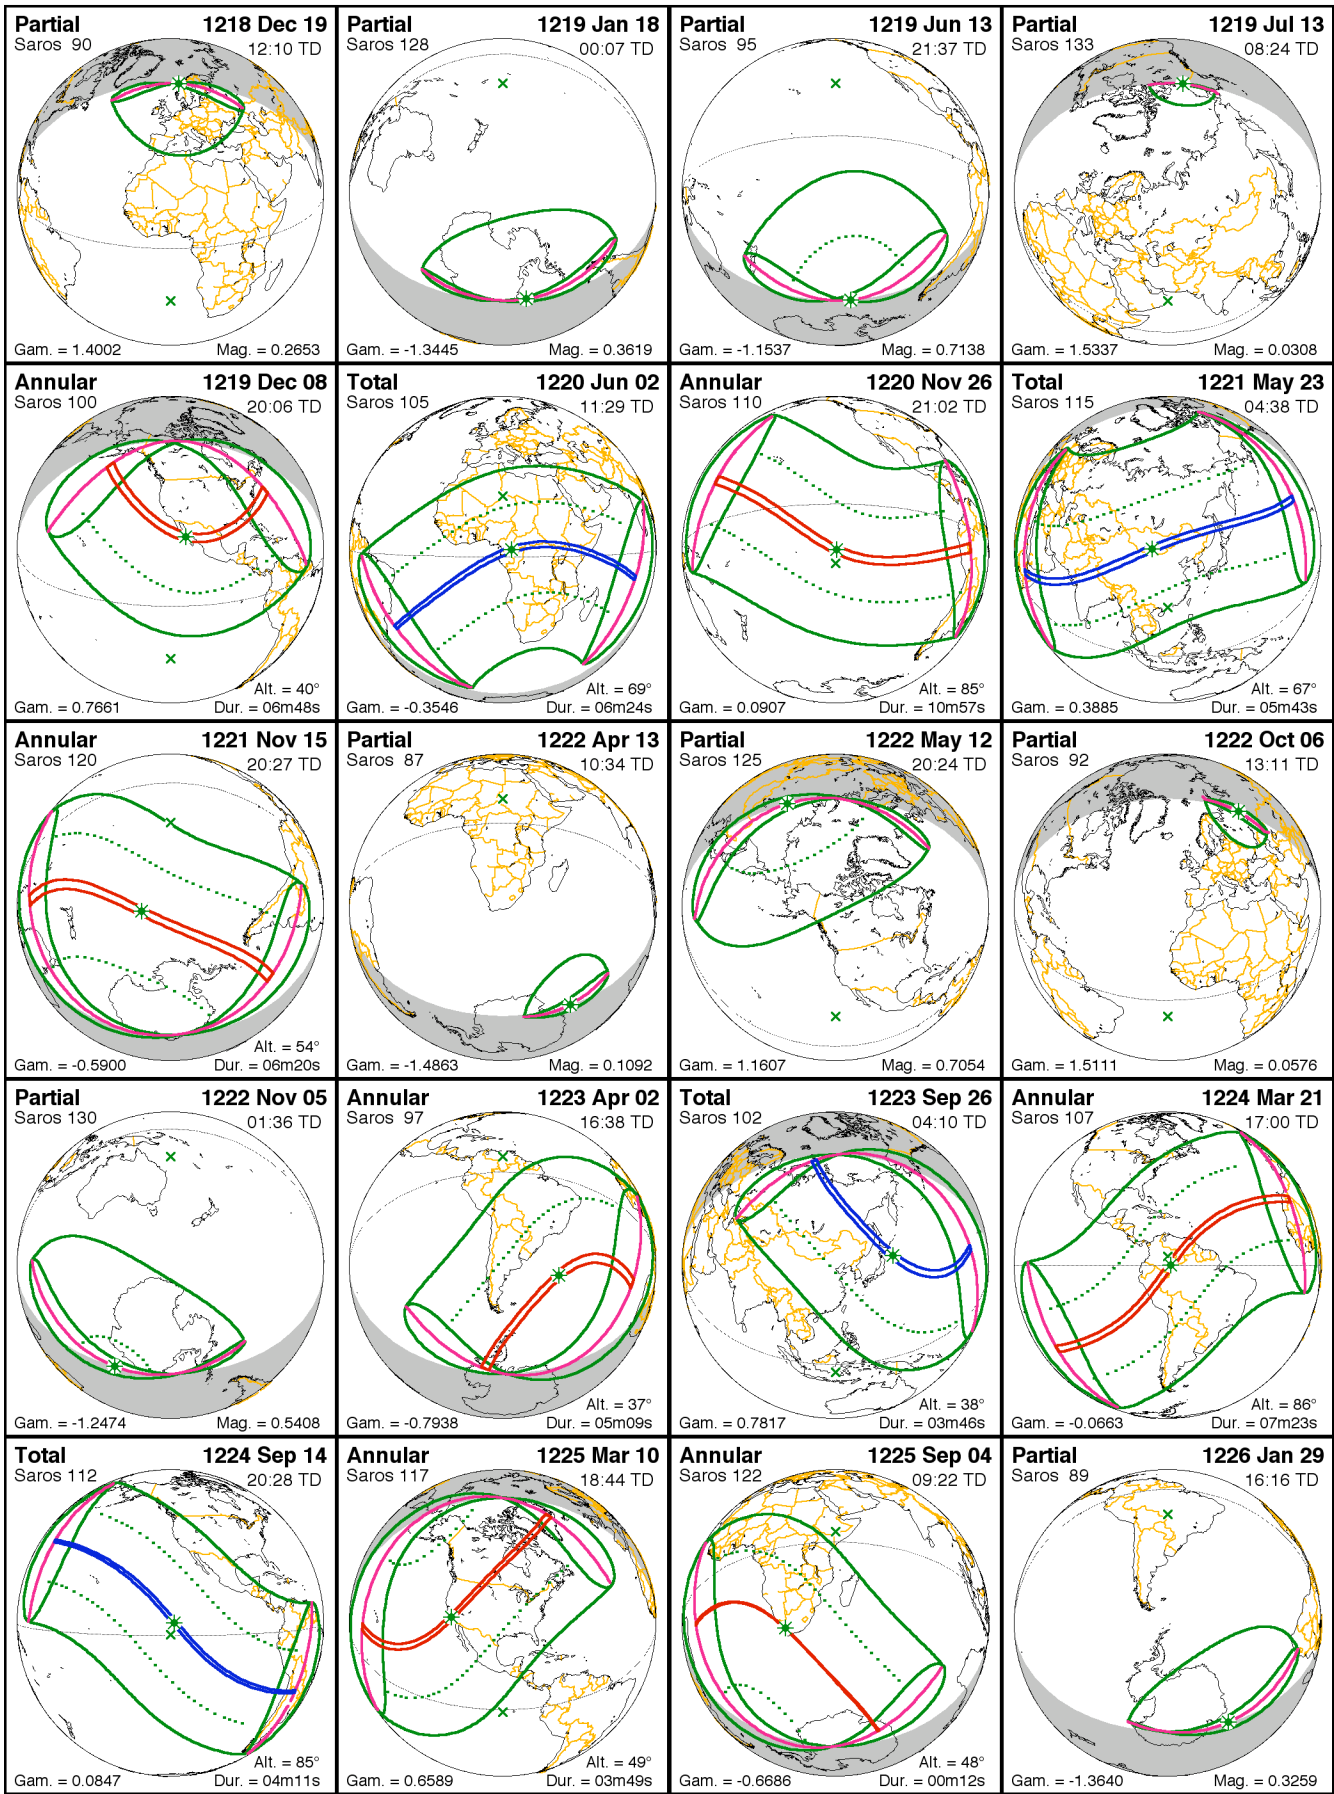 Partial 1218 Dec 19
Saros 90 12:10 TD
Gam. = 1.4002 Mag. = 0.2653
Partial 1219 Jan 18
Saros 128 00:07 TD
Gam. = -1.3445 Mag. = 0.3619
Partial 1219 Jun 13
Saros 95 21:37 TD
Gam. = -1.1537 Mag. = 0.7138
Partial 1219 Jul 13
Saros 133 08:24 TD
Gam. = 1.5337 Mag. = 0.0308
Annular 1219 Dec 08
Saros 100 20:06 TD
Alt. = 40°
Gam. = 0.7661 Dur. = 06m48s
Total 1220 Jun 02
Saros 105 11:29 TD
Alt. = 69°
Gam. = -0.3546 Dur. = 06m24s
Annular 1220 Nov 26
Saros 110 21:02 TD
Alt. = 85°
Gam. = 0.0907 Dur. = 10m57s
Total 1221 May 23
Saros 115 04:38 TD
Alt. = 67°
Gam. = 0.3885 Dur. = 05m43s
Annular 1221 Nov 15
Saros 120 20:27 TD
Alt. = 54°
Gam. = -0.5900 Dur. = 06m20s
Partial 1222 Apr 13
Saros 87 10:34 TD
Gam. = -1.4863 Mag. = 0.1092
Partial 1222 May 12
Saros 125 20:24 TD
Gam. = 1.1607 Mag. = 0.7054
Partial 1222 Oct 06
Saros 92 13:11 TD
Gam. = 1.5111 Mag. = 0.0576
Partial 1222 Nov 05
Saros 130 01:36 TD
Gam. = -1.2474 Mag. = 0.5408
Annular 1223 Apr 02
Saros 97 16:38 TD
Alt. = 37°
Gam. = -0.7938 Dur. = 05m09s
Total 1223 Sep 26
Saros 102 04:10 TD
Alt. = 38°
Gam. = 0.7817 Dur. = 03m46s
Annular 1224 Mar 21
Saros 107 17:00 TD
Alt. = 86°
Gam. = -0.0663 Dur. = 07m23s
Total 1224 Sep 14
Saros 112 20:28 TD
Alt. = 85°
Gam. = 0.0847 Dur. = 04m11s
Annular 1225 Mar 10
Saros 117 18:44 TD
Alt. = 49°
Gam. = 0.6589 Dur. = 03m49s
Annular 1225 Sep 04
Saros 122 09:22 TD
Alt. = 48°
Gam. = -0.6686 Dur. = 00m12s
Partial 1226 Jan 29
Saros 89 16:16 TD
Gam. = -1.3640 Mag. = 0.3259